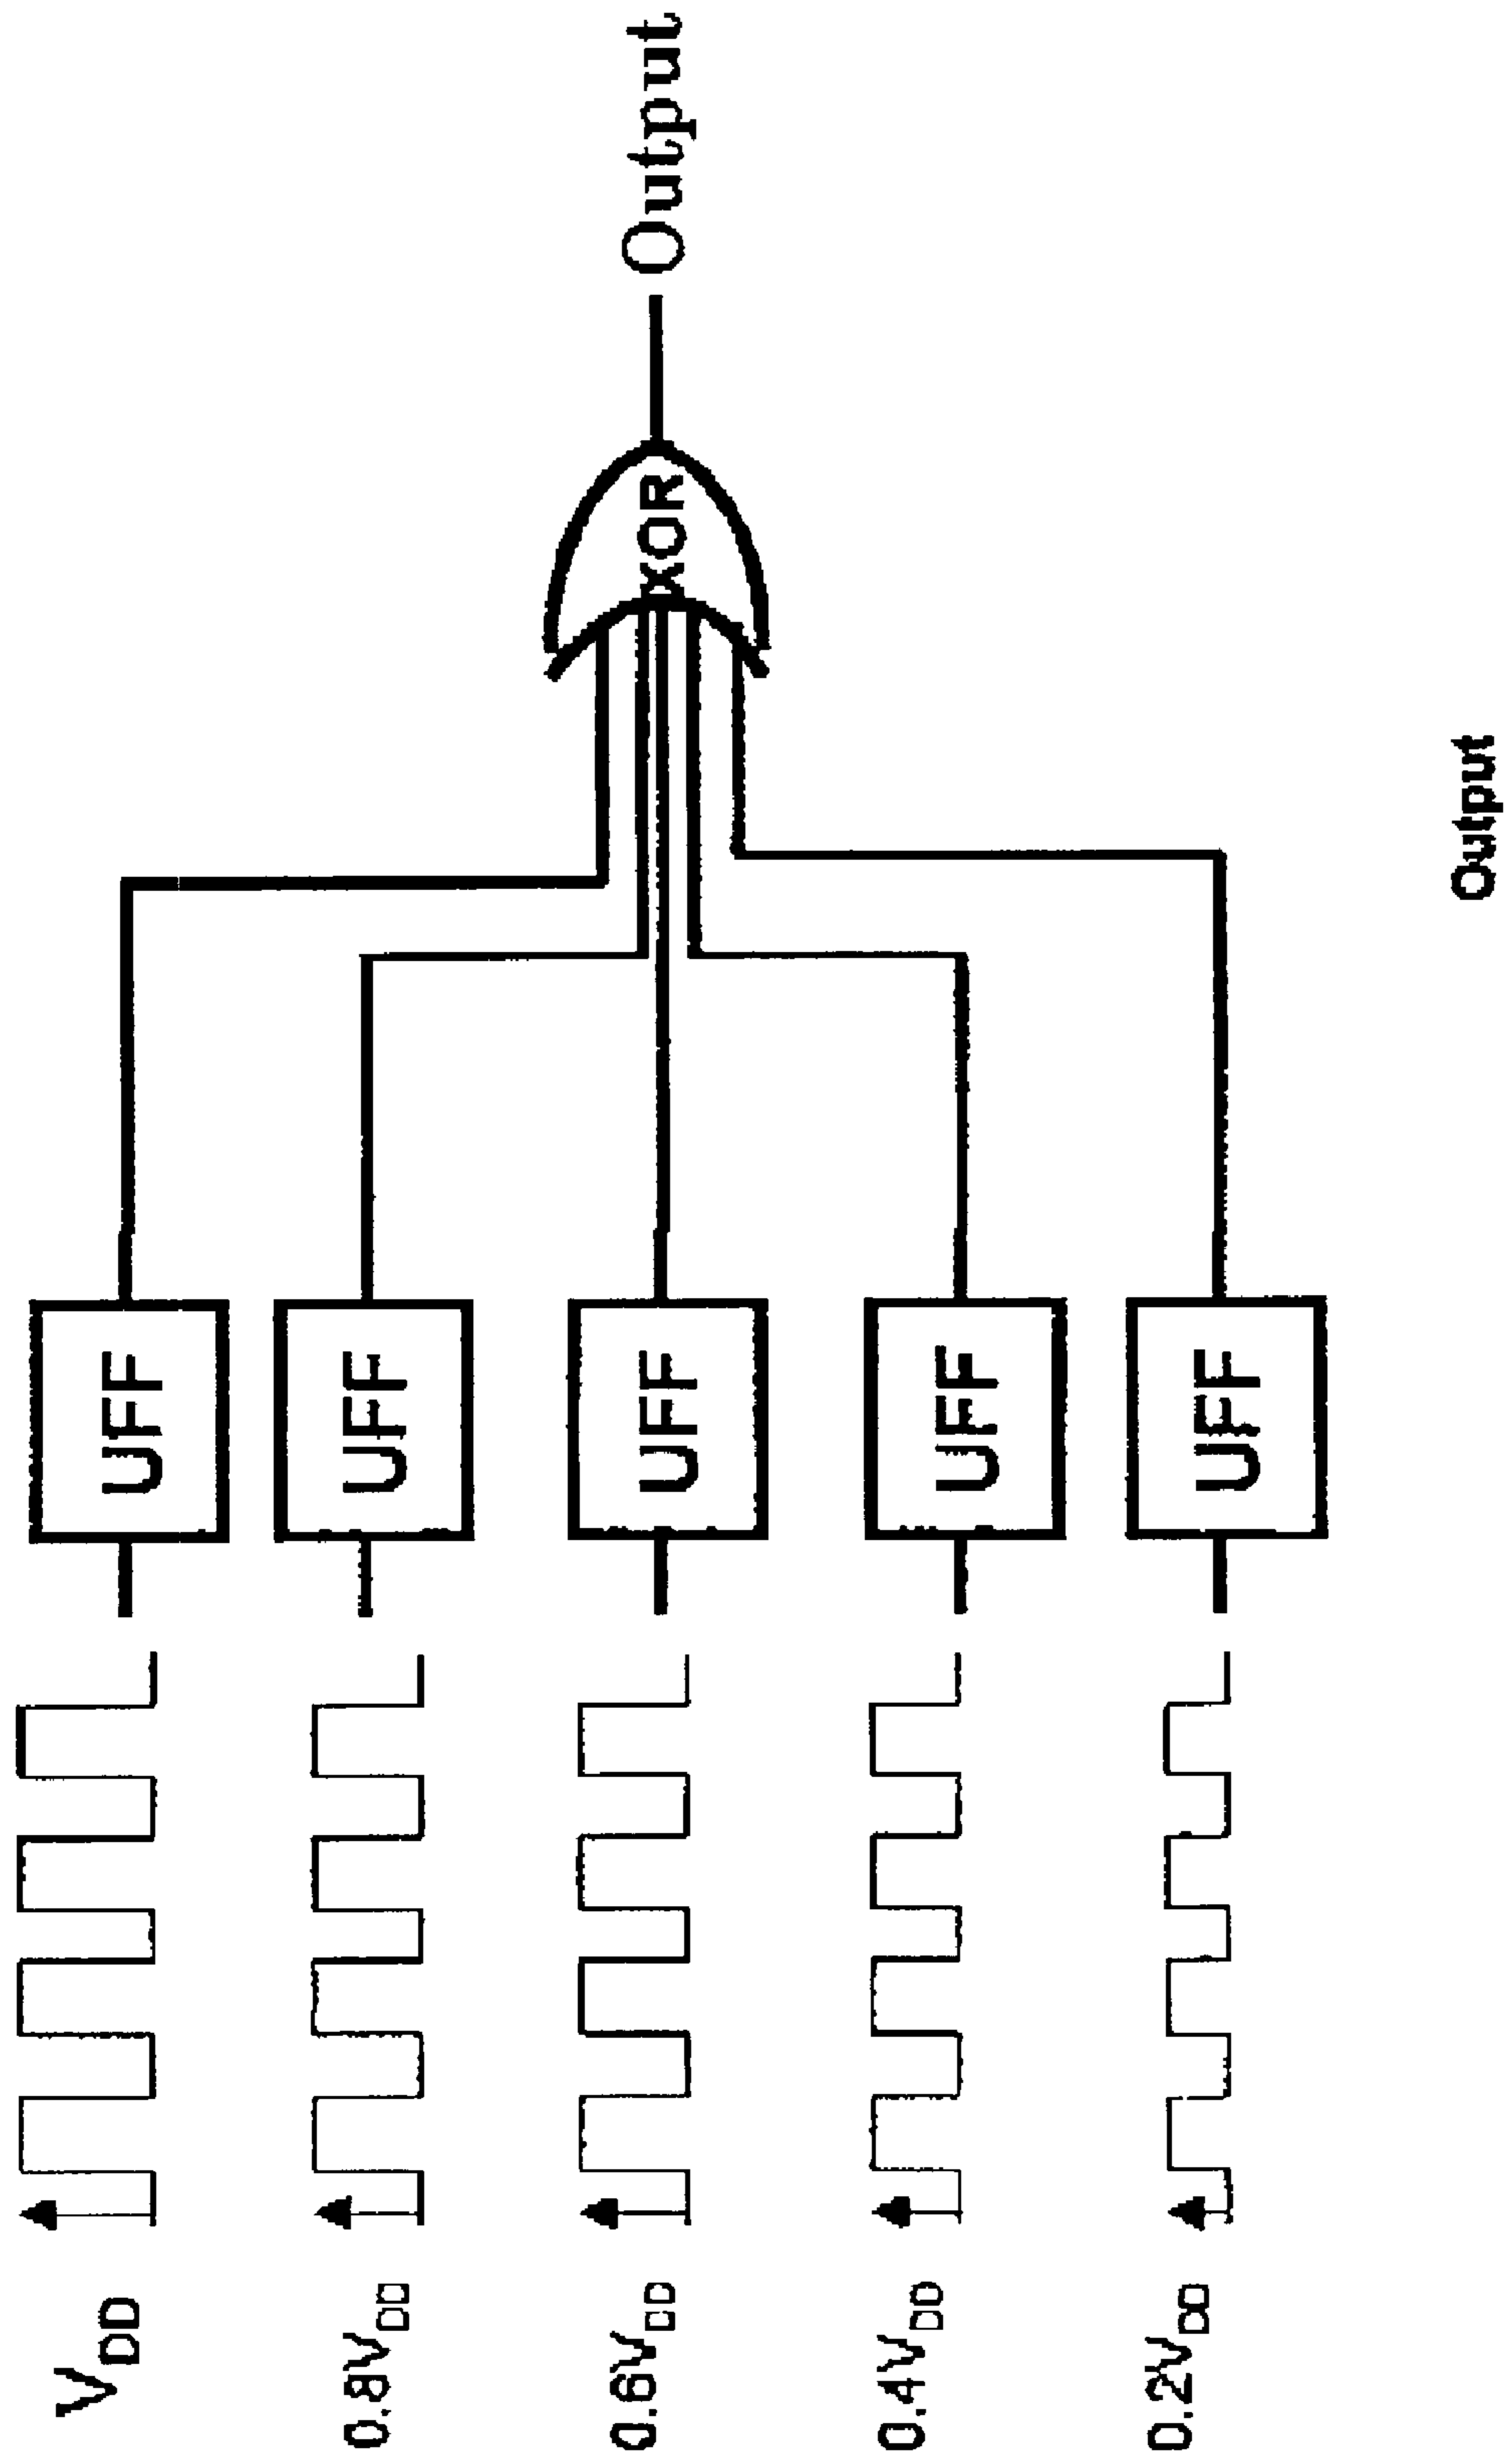 V_DD
UFF
0.8V_DD
UFF
0.6V_DD
UFF
XOR
Output
0.4V_DD
UFF
0.2V_DD
UFF
Output